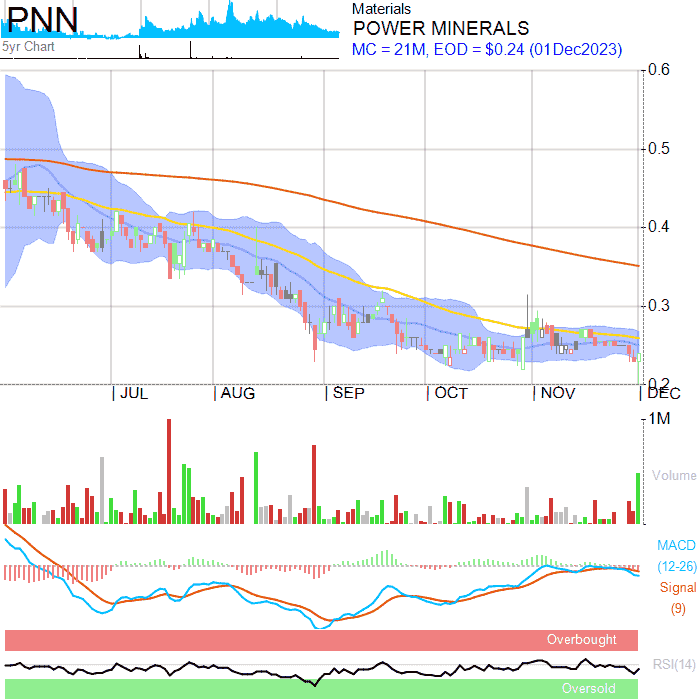 PNN
5yr Chart
Materials
POWER MINERALS
MC = 21M, EOD = $0.24 (01Dec2023)
0.6
0.5
0.4
0.3
0.2
JUL AUG SEP OCT NOV DEC
1M
Volume
MACD
(12-26)
Signal
(9)
Overbought
RSI(14)
Oversold